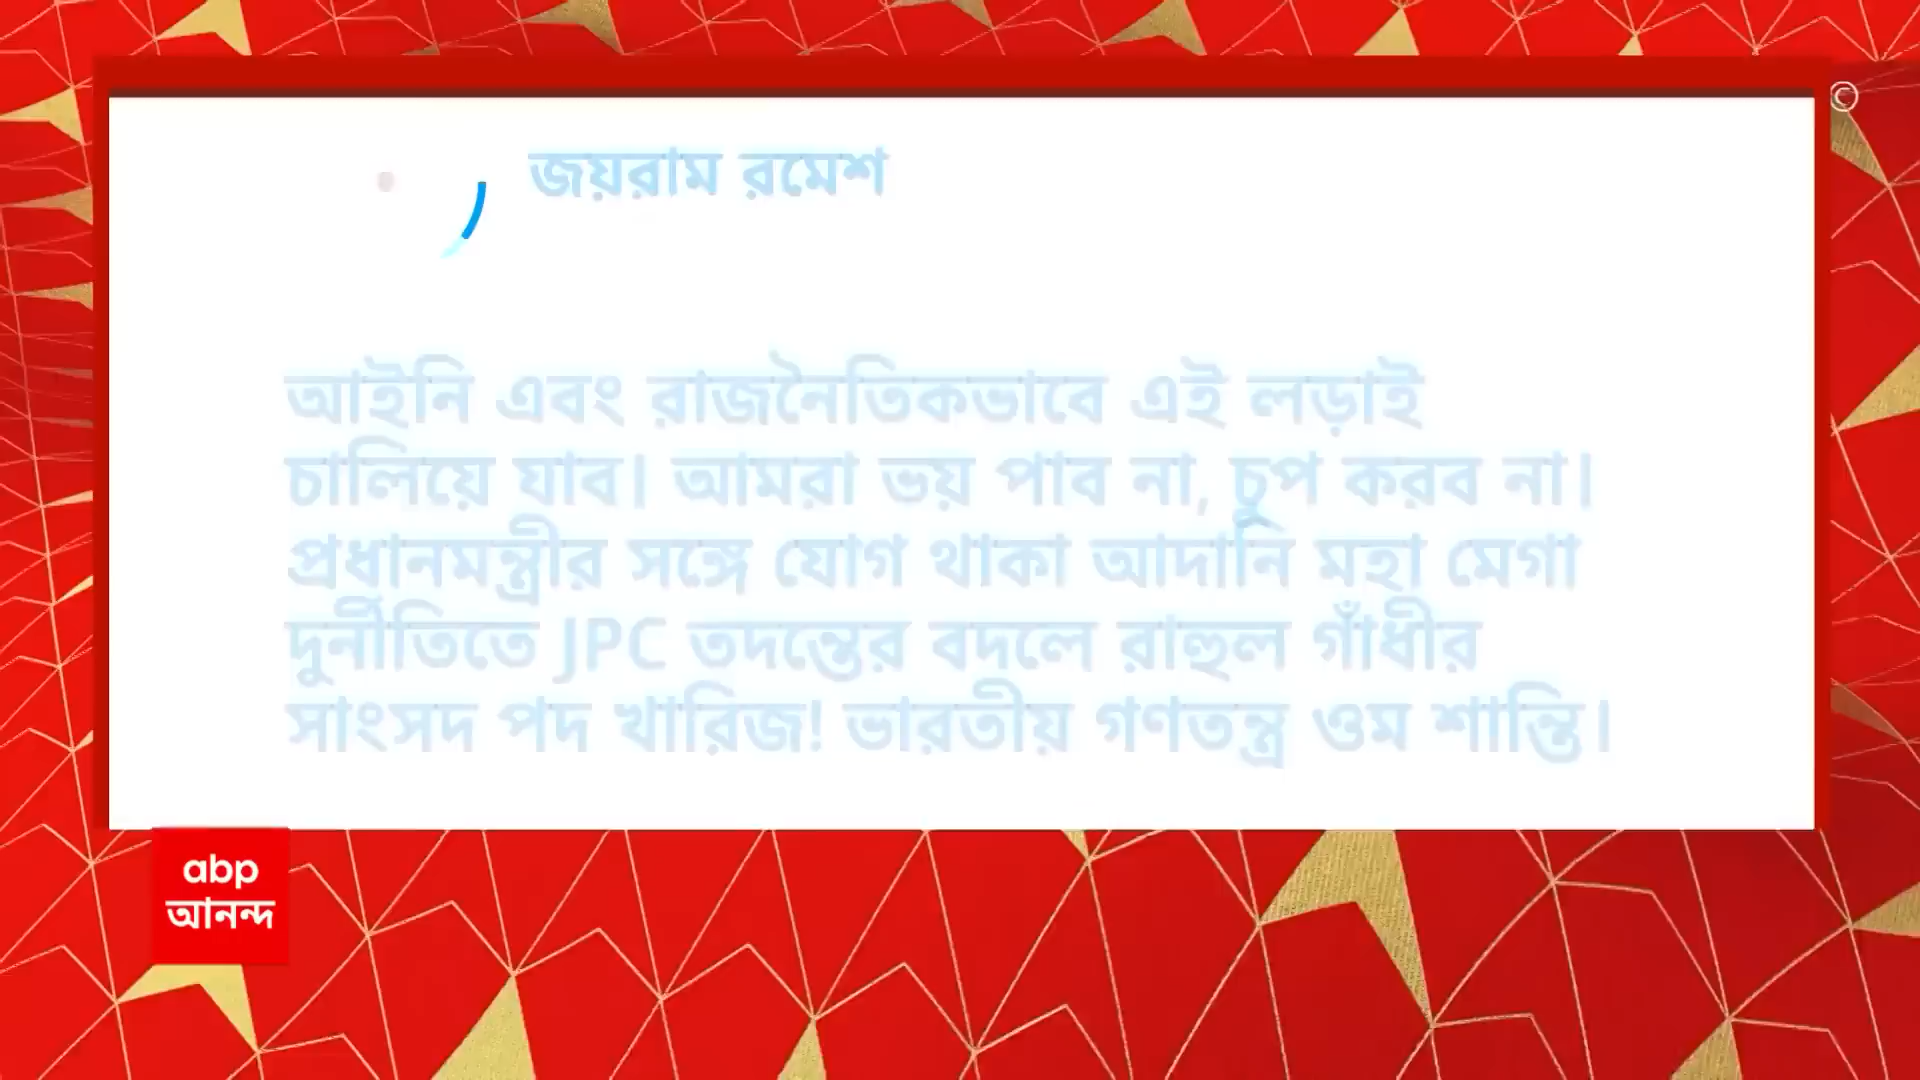 ©
জয়রাম রমেশ
আইনি এবং রাজনৈতিকভাবে এই লড়াই
চালিয়ে যাব। আমরা ভয় পাব না, চুপ করব না।
প্রধানমন্ত্রীর সঙ্গে যোগ থাকা আদানি মহা মেগা
দুর্নীতিতে JPC তদন্তের বদলে রাহুল গাঁধীর
সাংসদ পদ খারিজ! ভারতীয় গণতন্ত্র ওম শান্তি।
abp
আনন্দ